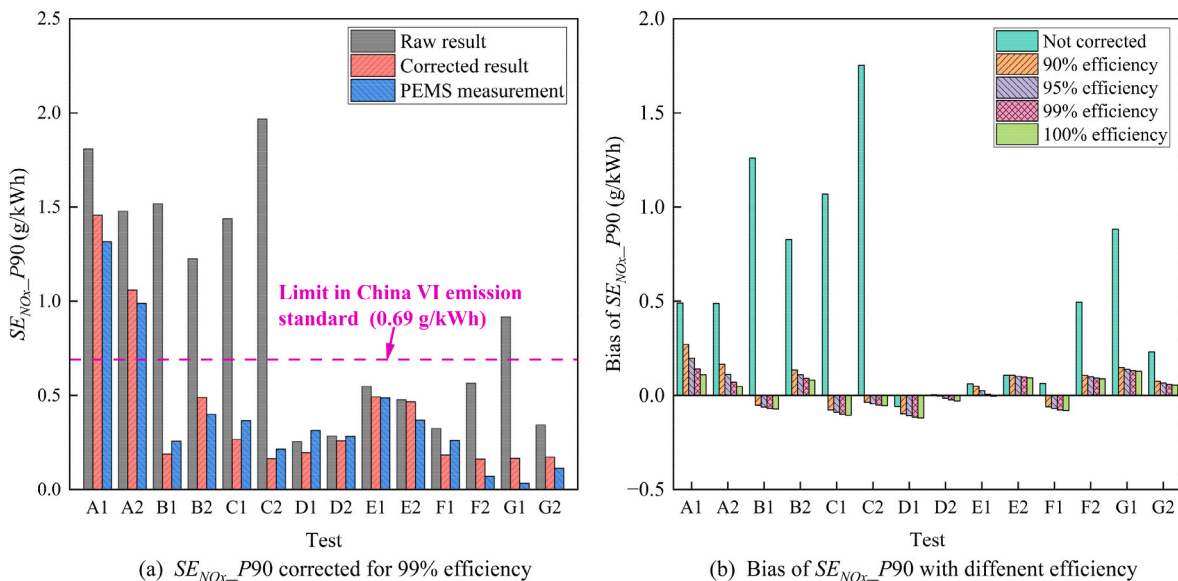 2.5
2.0
1.5
1.0
0.5
0.0
SE_NOx_P90 (g/kWh)
Raw result
Corrected result
PEMS measurement
Limit in China VI emission
standard (0.69 g/kWh)
A1 A2 B1 B2 C1 C2 D1 D2 E1 E2 F1 F2 G1 G2
Test
(a) SE_NOx_P90 corrected for 99% efficiency
2.0
1.5
1.0
0.5
0.0
−0.5
Bias of SE_NOx_P90 (g/kWh)
Not corrected
90% efficiency
95% efficiency
99% efficiency
100% efficiency
A1 A2 B1 B2 C1 C2 D1 D2 E1 E2 F1 F2 G1 G2
Test
(b) Bias of SE_NOx_P90 with diffenent efficiency